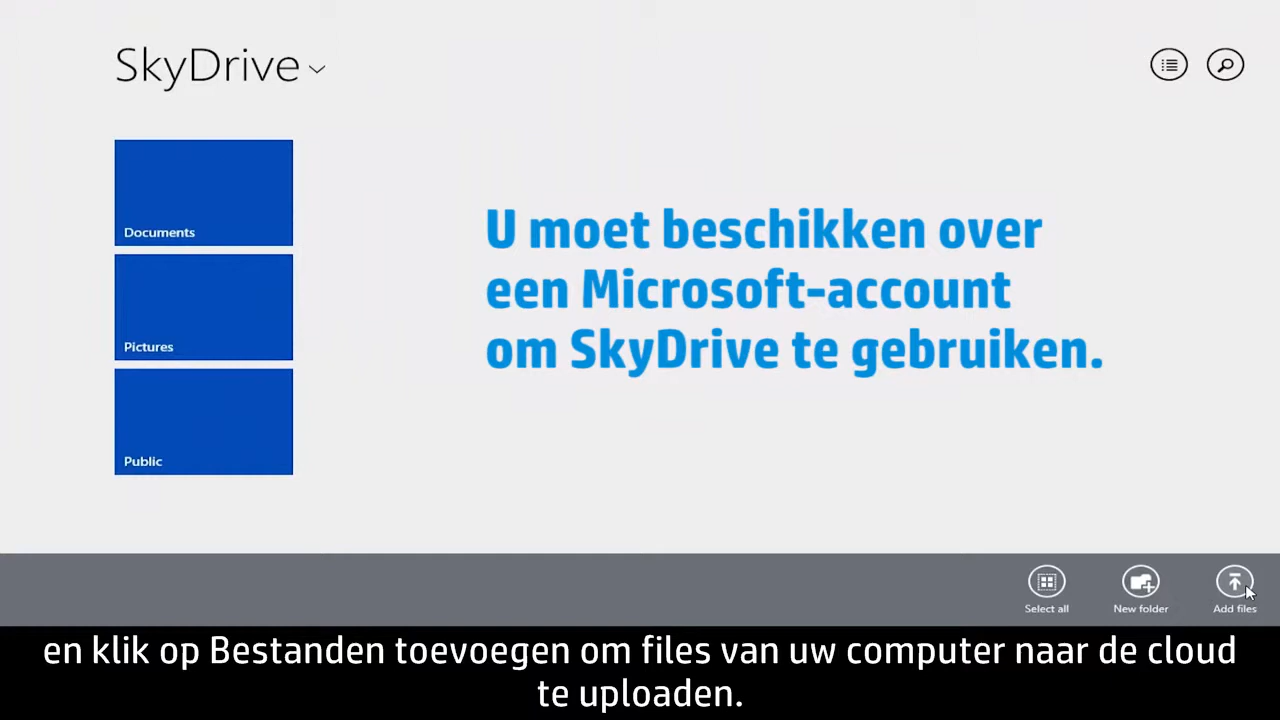 SkyDrive
Documents
Pictures
Public
U moet beschikken over
een Microsoft-account
om SkyDrive te gebruiken.
Select all
New folder
Add files
en klik op Bestanden toevoegen om files van uw computer naar de cloud
te uploaden.